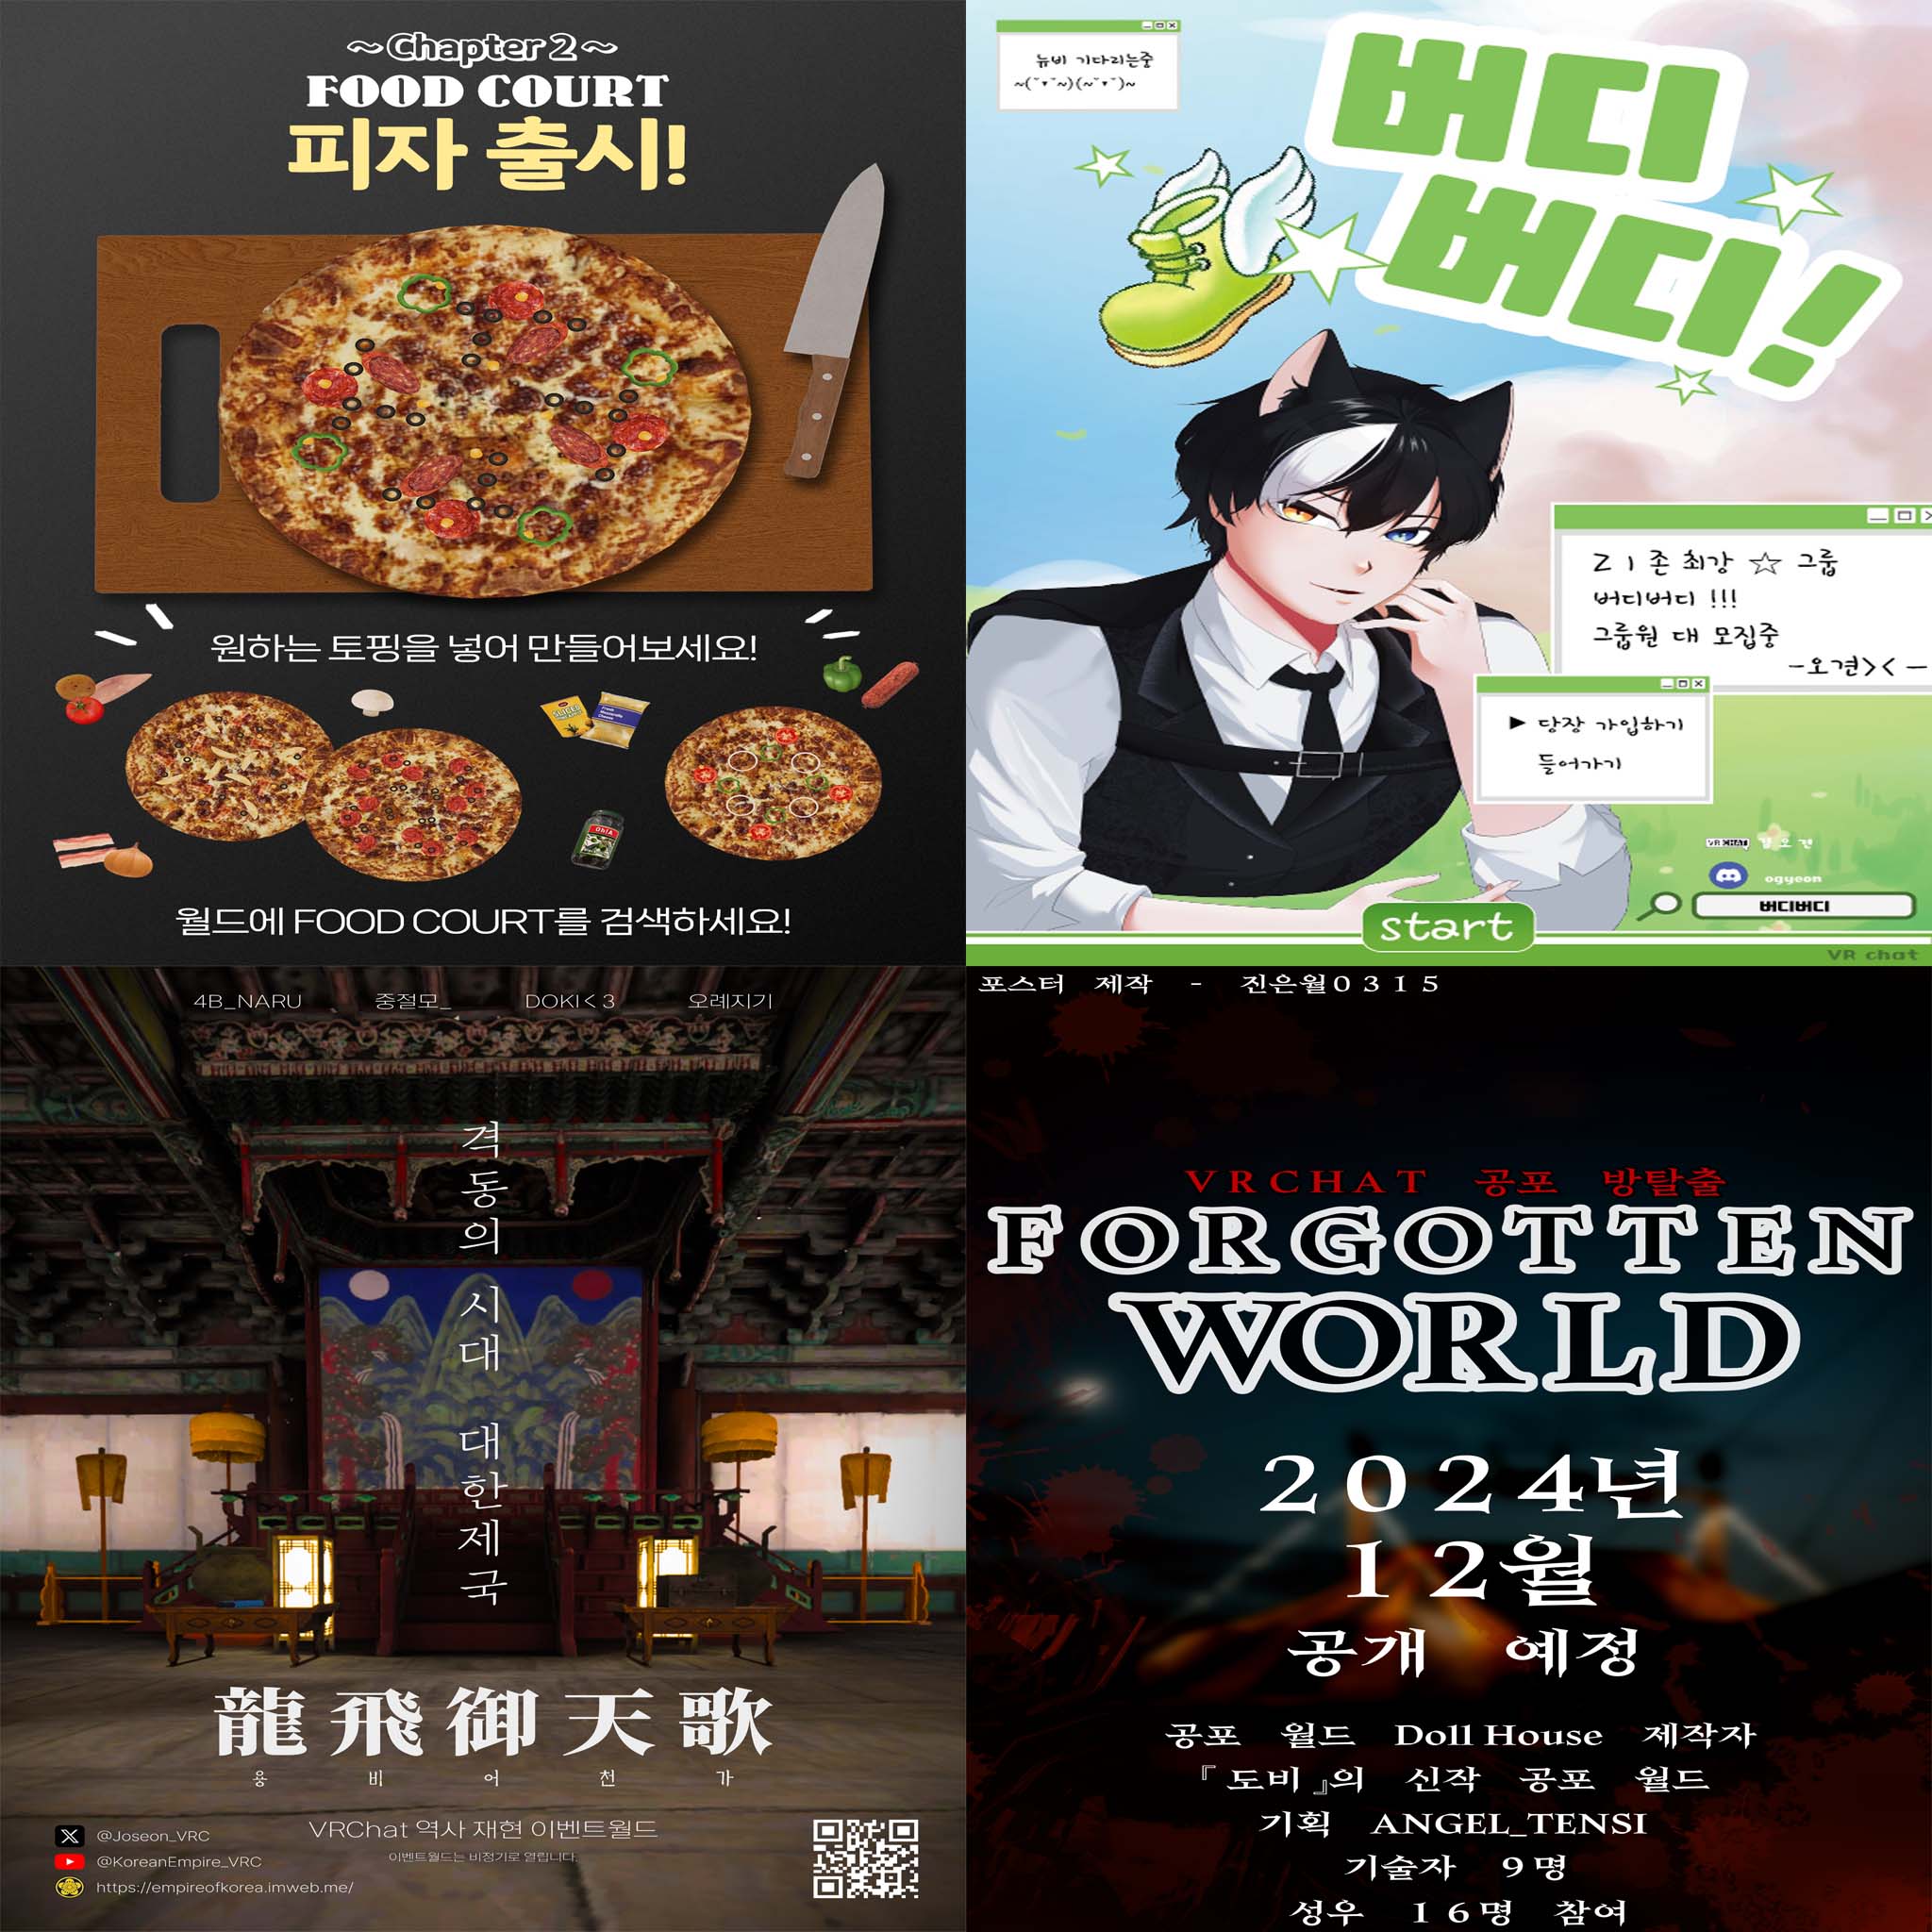 ~Chapter 2~
FOOD COURT
피자 출시!
원하는 토핑을 넣어 만들어보세요!
월드에 FOOD COURT를 검색하세요!
뉴비 기다리는중
~(˘▾˘~)(~˘▾˘)~
버디
버디!
Z l 존 최강 ☆ 그룹
버디버디 !!!
그룹원 대 모집중
-오견>< -
▶ 당장 가입하기
들어가기
VRCHAT 갑오견
ogyeon
버디버디
start
VR chat
4B_NARU 중절모_ DOKI<3 오레지기
격동의 시대 대한제국
龍飛御天歌
용비어천가
VRChat 역사 재현 이벤트월드
이벤트월드는 비정기로 열립니다.
@Joseon_VRC
@KoreanEmpire_VRC
https://empireofkorea.imweb.me/
포스터 제작 - 진은월0315
VRCHAT 공포 방탈출
FORGOTTEN
WORLD
2024년
12월
공개 예정
공포 월드 Doll House 제작자
『도비』의 신작 공포 월드
기획 ANGEL_TENSI
기술자 9명
성우 16명 참여